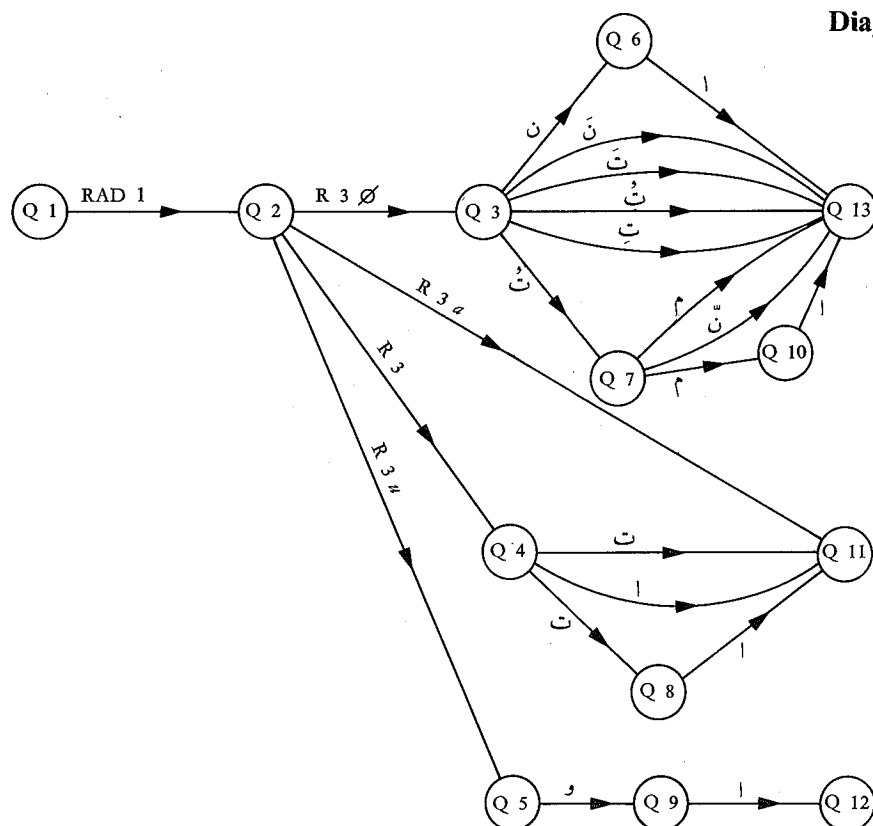 Dia
Q 6
ا
ن
نَ
تَ
RAD 1
R 3 Ø
Q 1
Q 2
Q 3
تُ
Q 13
تِ
تُ
R 3 a
م
نّ
ا
Q 10
Q 7
م
R 3
R 3 u
Q 4
ت
Q 11
ا
ت
ا
Q 8
Q 5
و
Q 9
ا
Q 12